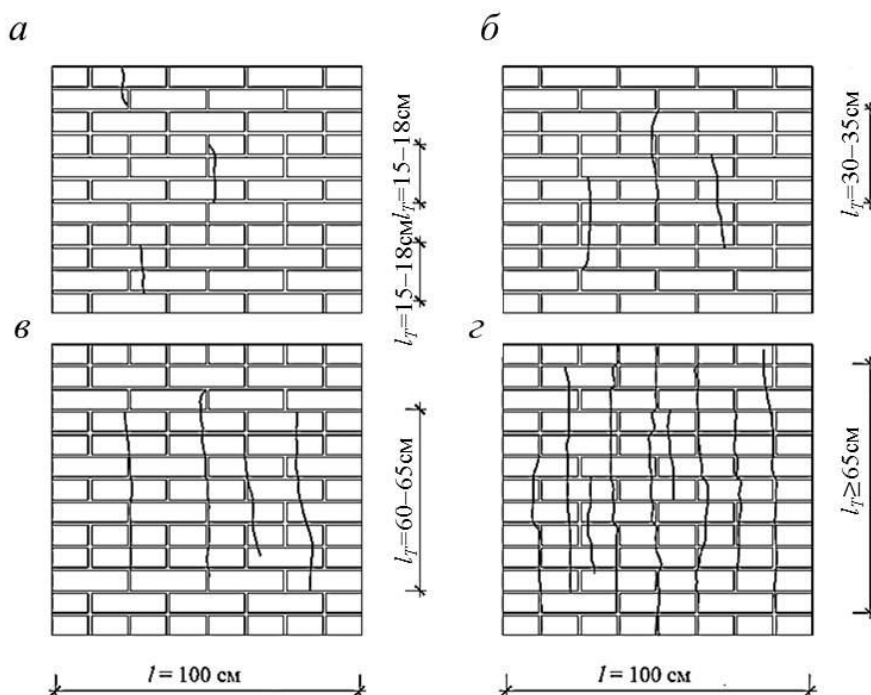 а
б
l_T=15–18см
l_T=15–18см
l_T=30–35см
в
г
l_T=60–65см
l_T≥65см
l = 100 см
l = 100 см